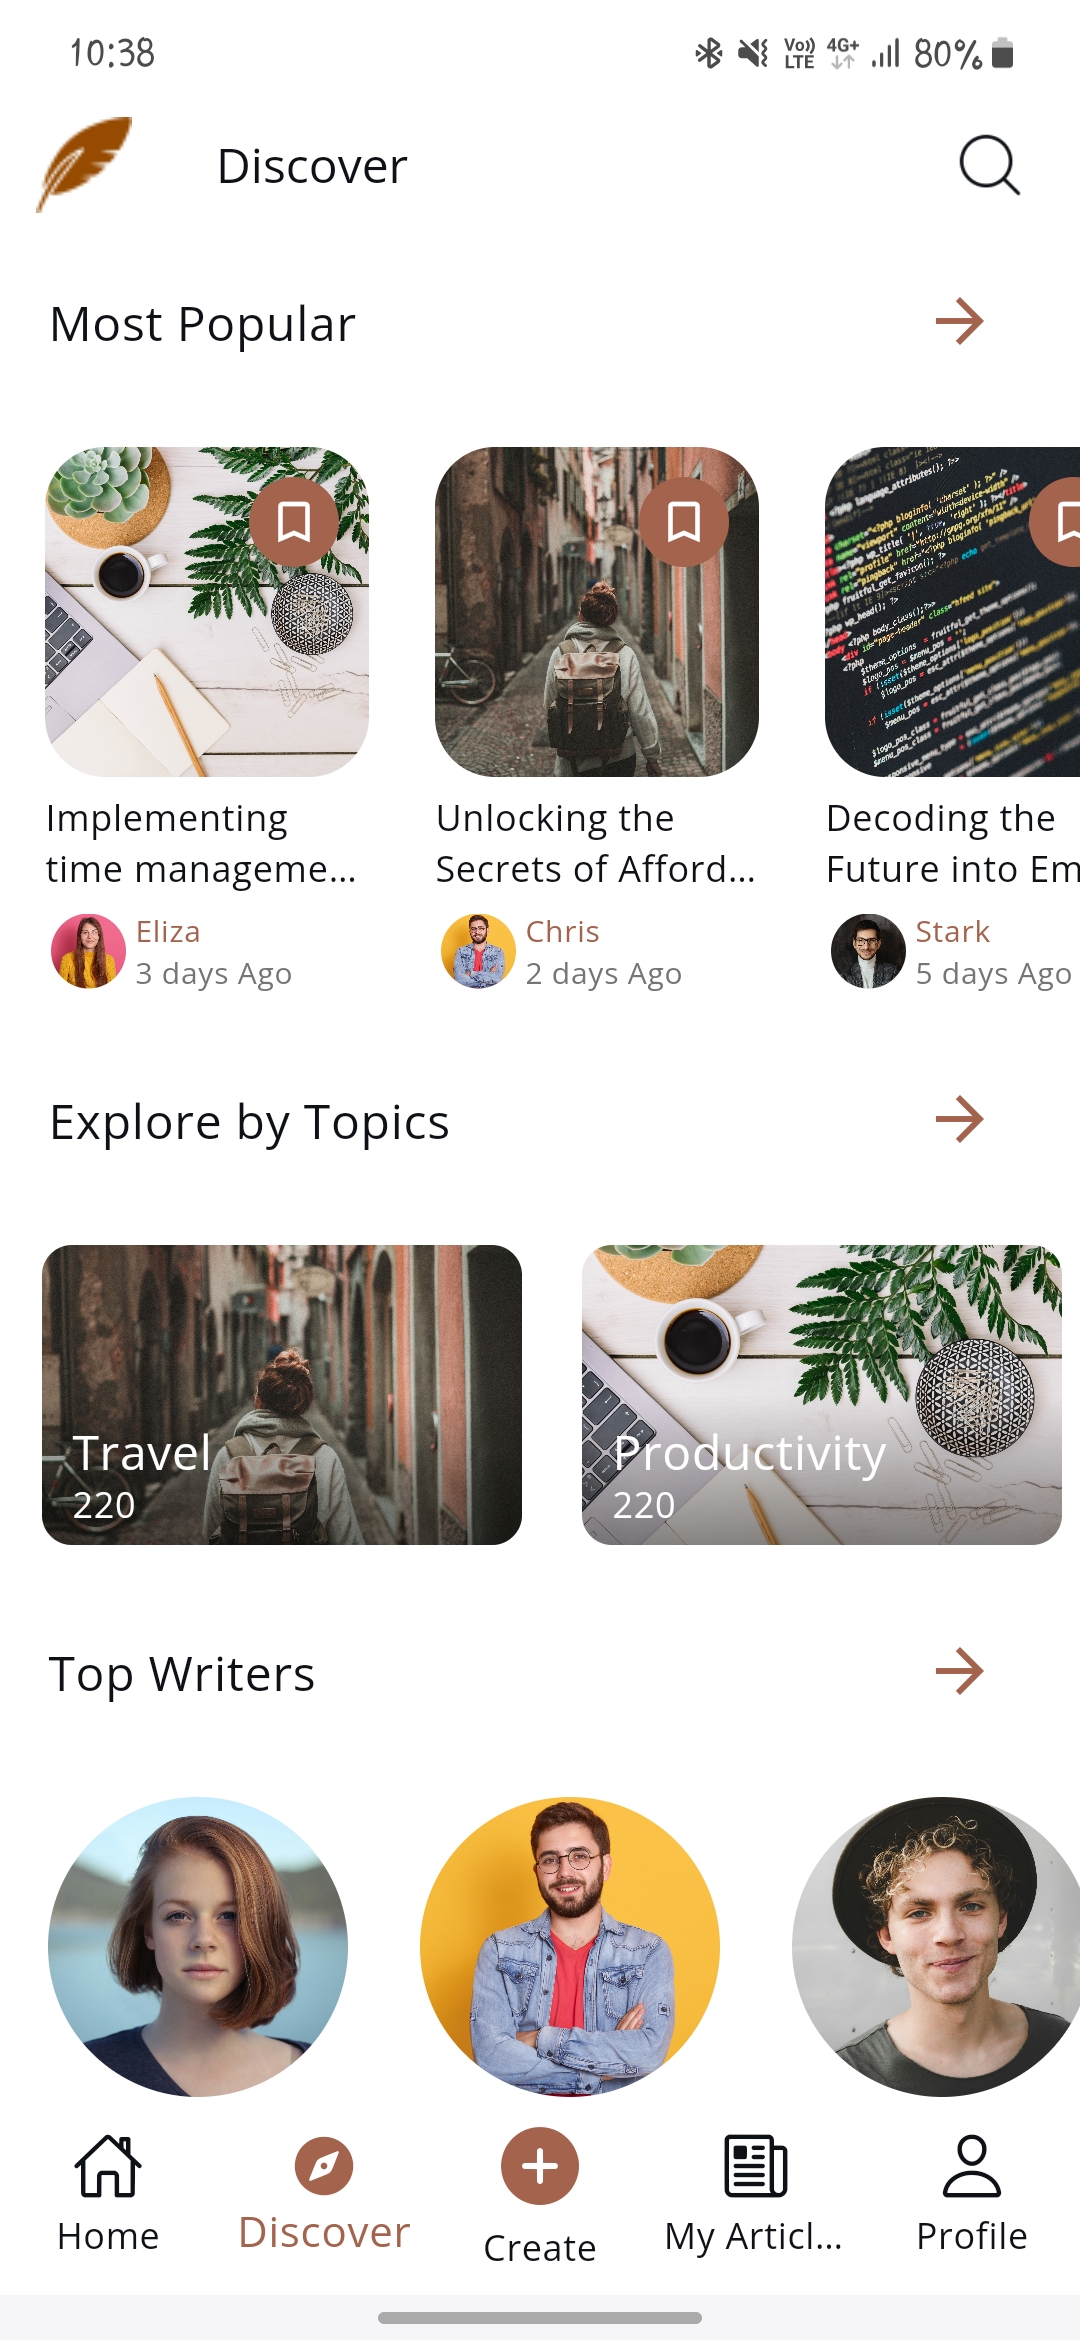 10:38
Vo)) LTE 4G+ 80%
Discover
Most Popular
Implementing
time manageme...
Eliza
3 days Ago
Unlocking the
Secrets of Afford...
Chris
2 days Ago
Decoding the
Future into Em
Stark
5 days Ago
Explore by Topics
Travel
220
Productivity
220
Top Writers
Home
Discover
Create
My Articl...
Profile